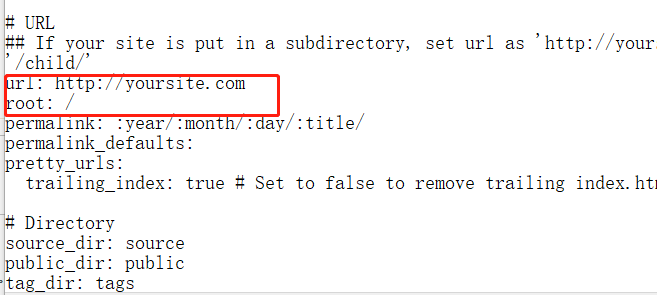 # URL
## If your site is put in a subdirectory, set url as 'http://your
'/child/'
url: http://yoursite.com
root: /
permalink: :year/:month/:day/:title/
permalink_defaults:
pretty_urls:
  trailing_index: true # Set to false to remove trailing index.ht
# Directory
source_dir: source
public_dir: public
tag_dir: tags